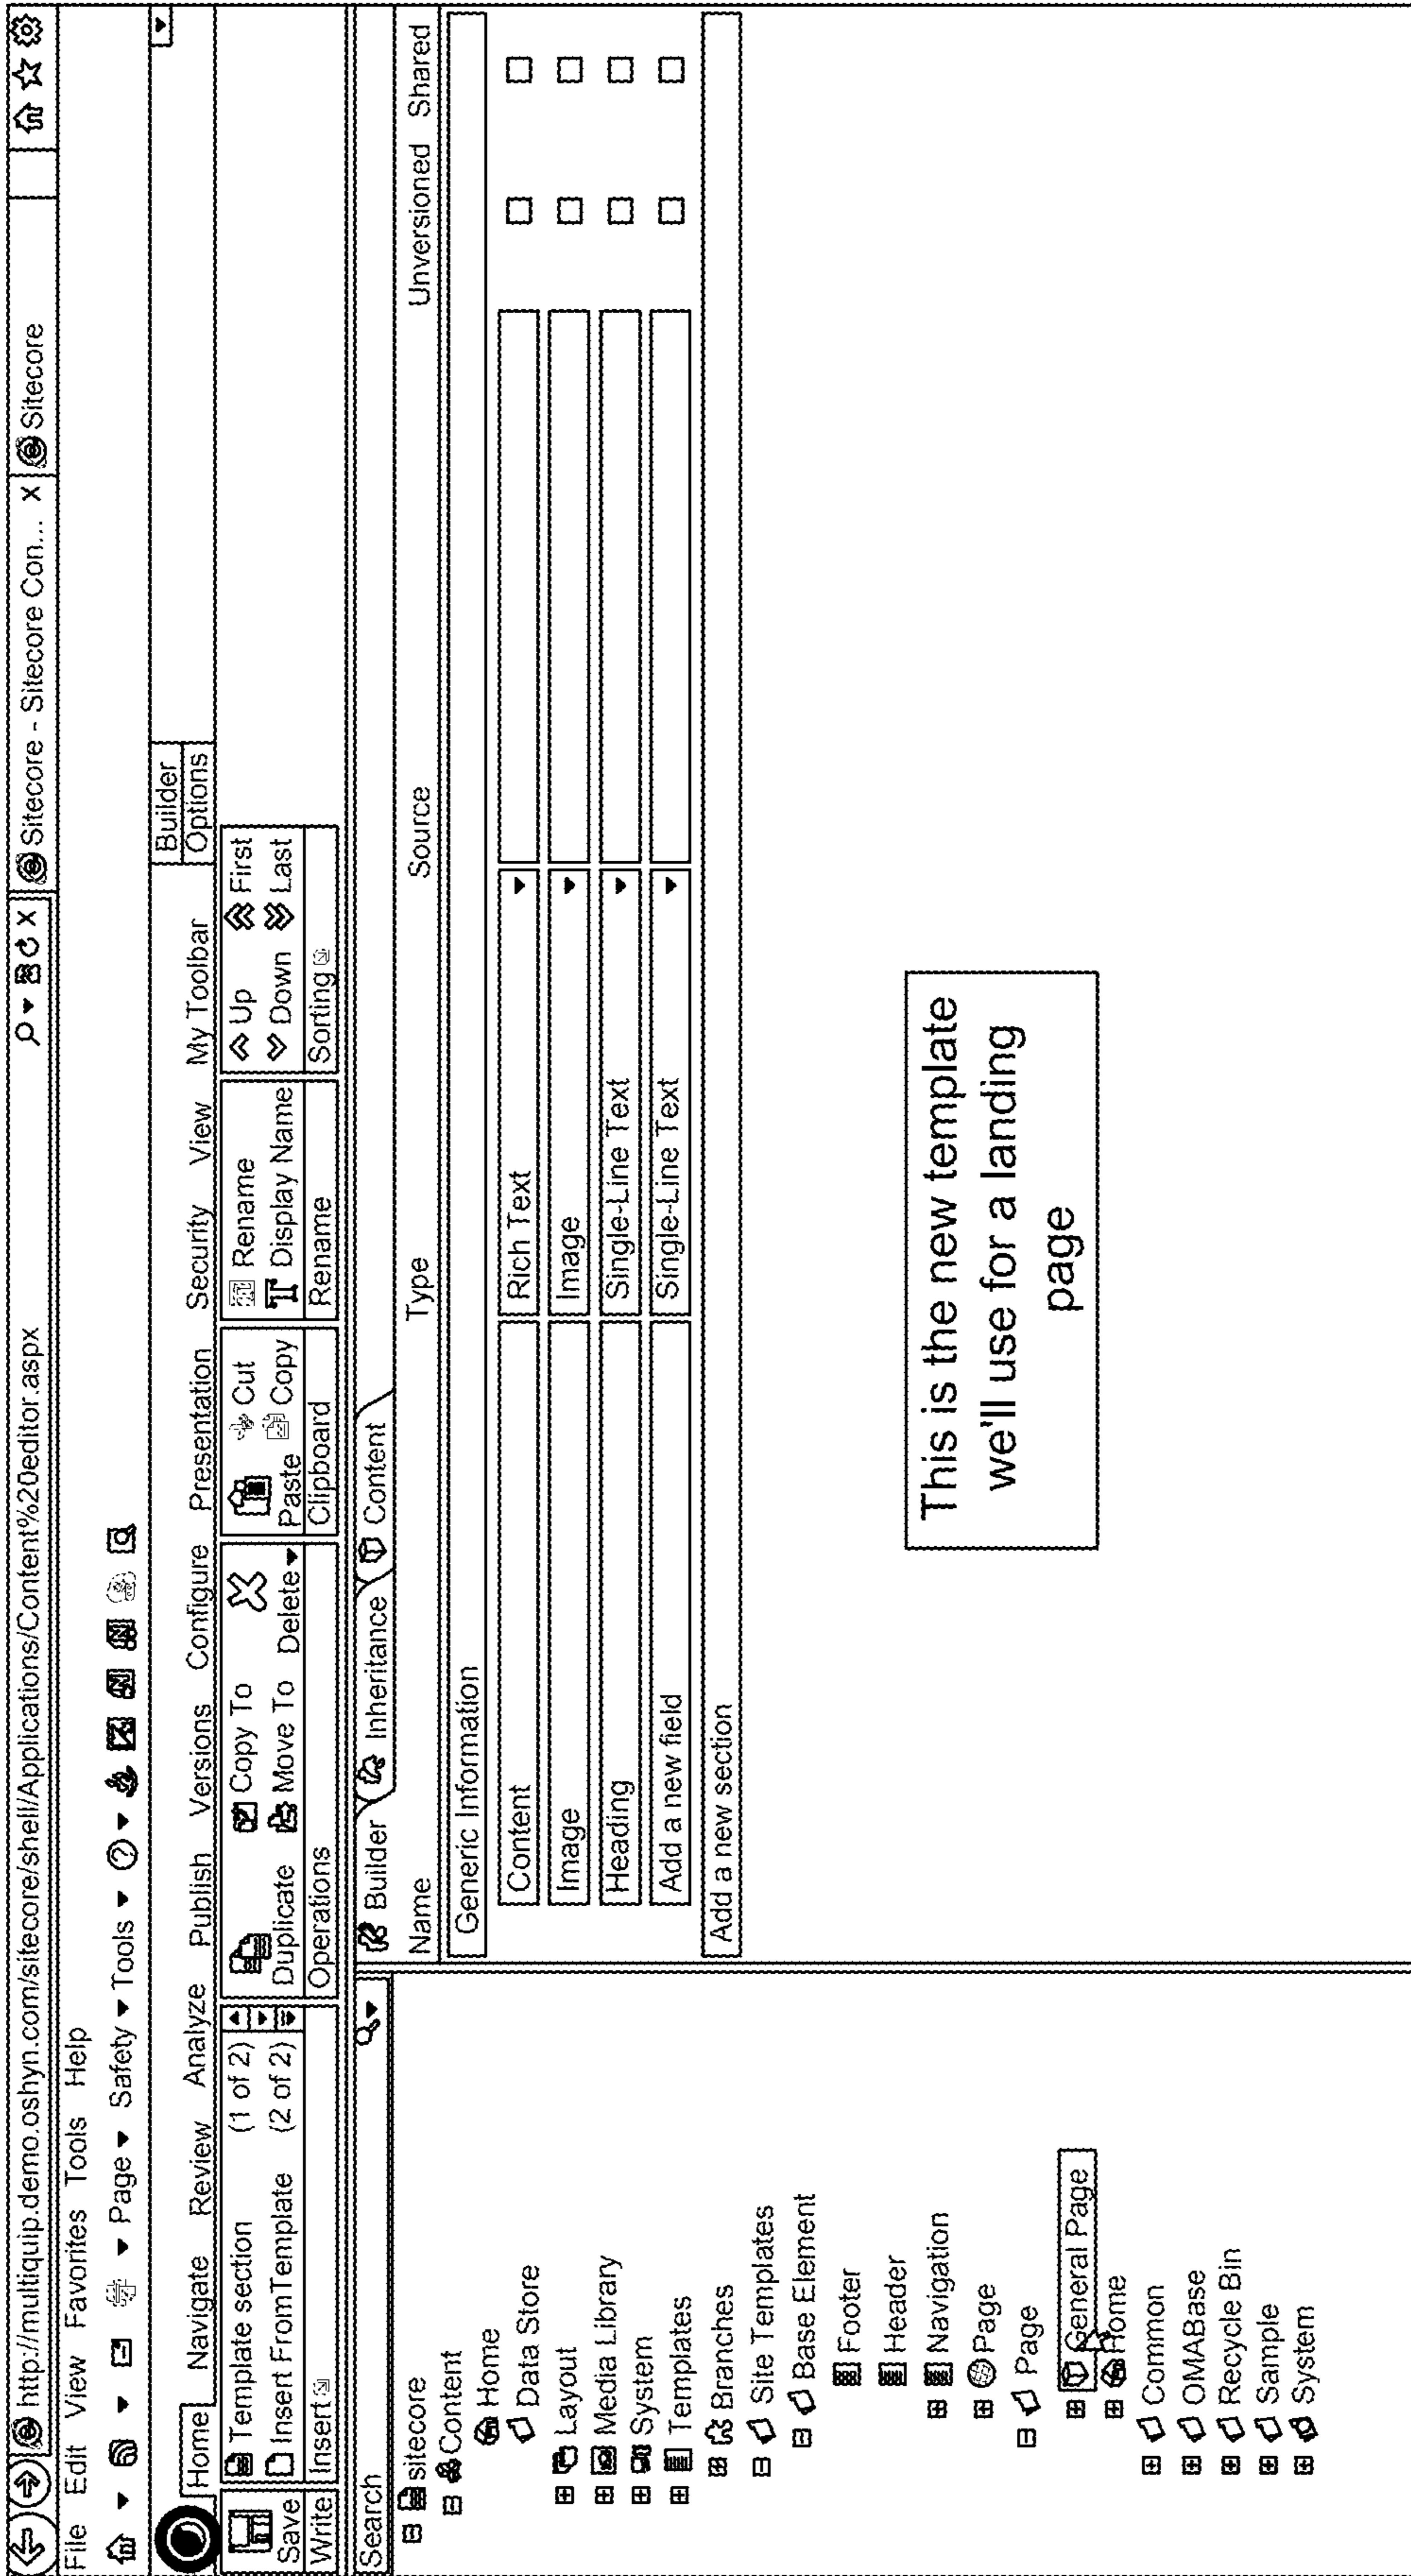 http://multiquip.demo.oshyn.com/sitecore/shell/Applications/Content%20editor.aspx
Sitecore - Sitecore Con... X
Sitecore
File Edit View Favorites Tools Help
Page Safety Tools
Builder
Home Navigate Review Analyze Publish Versions Configure Presentation Security View My Toolbar Options
Save
Write
Template section (1 of 2)
Insert FromTemplate (2 of 2)
Insert
Duplicate
Copy To
Move To
Delete
Operations
Paste
Cut
Copy
Clipboard
Rename
Display Name
Rename
Up First
Down Last
Sorting
Search
sitecore
Content
Home
Data Store
Layout
Media Library
System
Templates
Branches
Site Templates
Base Element
Footer
Header
Navigation
Page
Page
General Page
Home
Common
OMABase
Recycle Bin
Sample
System
Builder Inheritance Content
Name Type Source Unversioned Shared
Generic Information
Content Rich Text
Image Image
Heading Single-Line Text
Add a new field Single-Line Text
Add a new section
This is the new template
we'll use for a landing
page